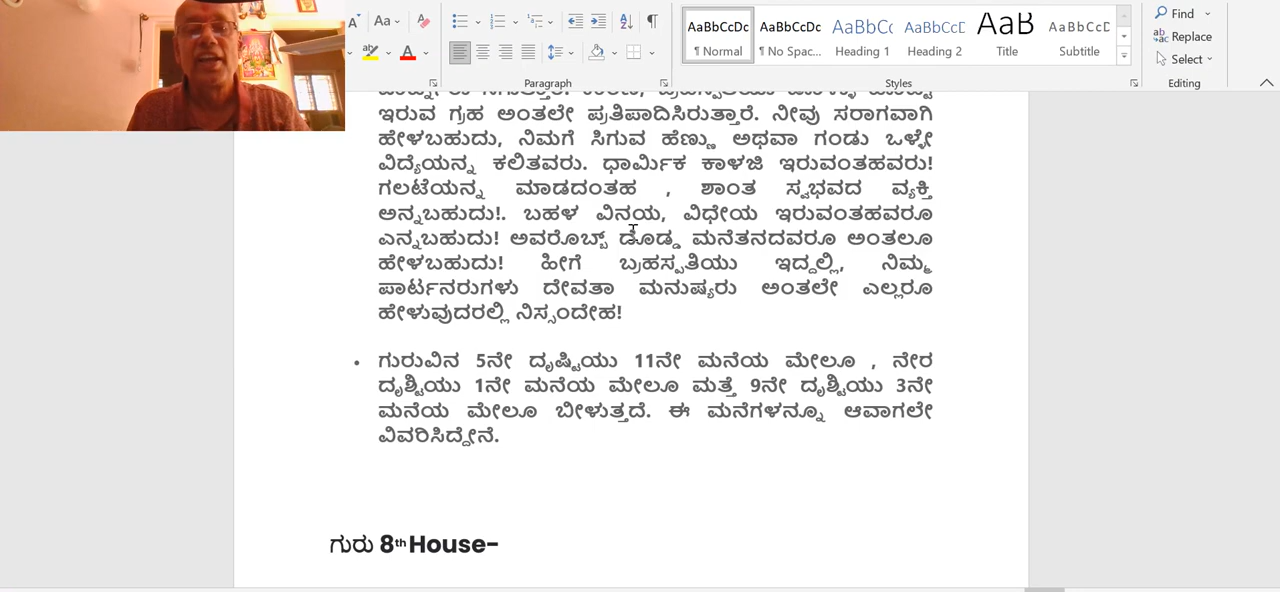 Aa
Find
Replace
Select
Editing
Paragraph
Styles
AaBbCcDc
¶ Normal
AaBbCcDc
¶ No Spac...
AaBbCc
Heading 1
AaBbCcD
Heading 2
AaB
Title
AaBbCcD
Subtitle
ಇರುವ ಗ್ರಹ ಅಂತಲೇ ಪ್ರತಿಪಾದಿಸಿರುತ್ತಾರೆ. ನೀವು ಸರಾಗವಾಗಿ
ಹೇಳಬಹುದು, ನಿಮಗೆ ಸಿಗುವ ಹೆಣ್ಣು ಅಥವಾ ಗಂಡು ಒಳ್ಳೇ
ವಿದ್ಯೆಯನ್ನ ಕಲಿತವರು. ಧಾರ್ಮಿಕ ಕಾಳಜಿ ಇರುವಂತಹವರು!
ಗಲಟೆಯನ್ನ ಮಾಡದಂತಹ , ಶಾಂತ ಸ್ವಭವದ ವ್ಯಕ್ತಿ
ಅನ್ನಬಹುದು!. ಬಹಳ ವಿನಯ, ವಿಧೇಯ ಇರುವಂತಹವರೂ
ಎನ್ನಬಹುದು! ಅವರೊಬ್ಬ್ ಡೊಡ್ಡ ಮನೆತನದವರೂ ಅಂತಲೂ
ಹೇಳಬಹುದು! ಹೀಗೆ ಬ್ರಹಸ್ಪತಿಯು ಇದ್ದಲ್ಲಿ, ನಿಮ್ಮ
ಪಾರ್ಟನರುಗಳು ದೇವತಾ ಮನುಷ್ಯರು ಅಂತಲೇ ಎಲ್ಲರೂ
ಹೇಳುವುದರಲ್ಲಿ ನಿಸ್ಸಂದೇಹ!
• ಗುರುವಿನ 5ನೇ ದೃಷ್ಟಿಯು 11ನೇ ಮನೆಯ ಮೇಲೂ , ನೇರ
ದೃಶ್ಟಿಯು 1ನೇ ಮನೆಯ ಮೇಲೂ ಮತ್ತೆ 9ನೇ ದೃಶ್ಟಿಯು 3ನೇ
ಮನೆಯ ಮೇಲೂ ಬೀಳುತ್ತದೆ. ಈ ಮನೆಗಳನ್ನೂ ಆವಾಗಲೇ
ವಿವರಿಸಿದ್ದೇನೆ.
ಗುರು 8th House-